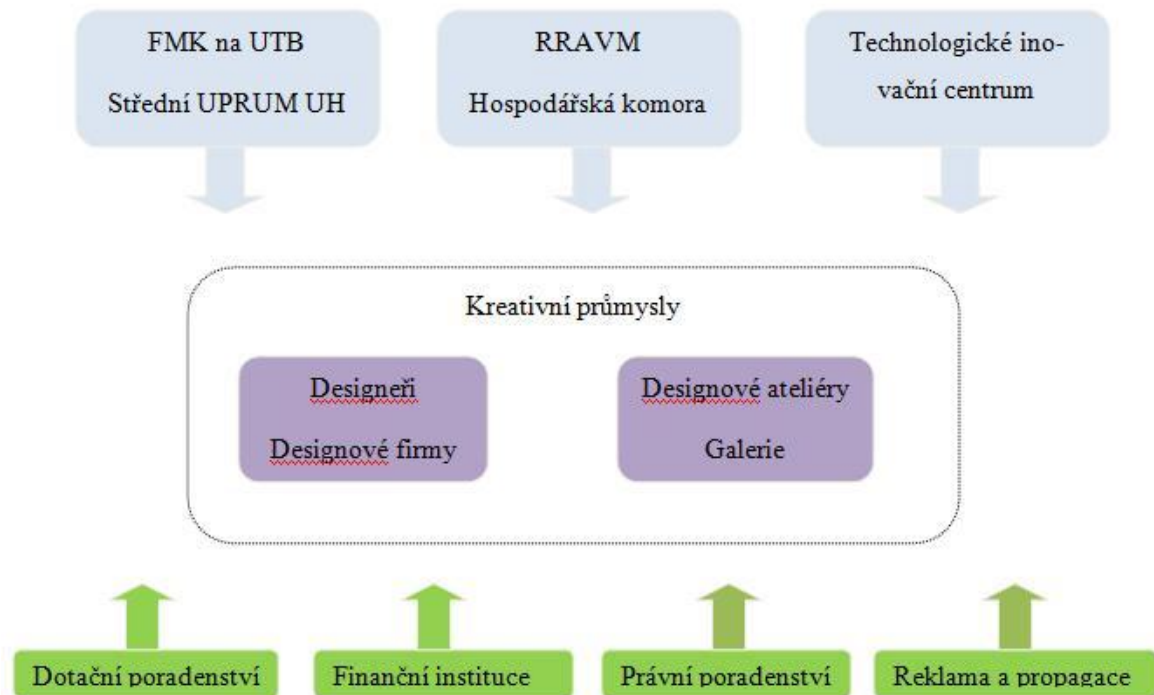 FMK na UTB
Střední UPRUM UH
RRAVM
Hospodářská komora
Technologické ino-
vační centrum
Kreativní průmysly
Designeři
Designové firmy
Designové ateliéry
Galerie
Dotační poradenství
Finanční instituce
Právní poradenství
Reklama a propagace